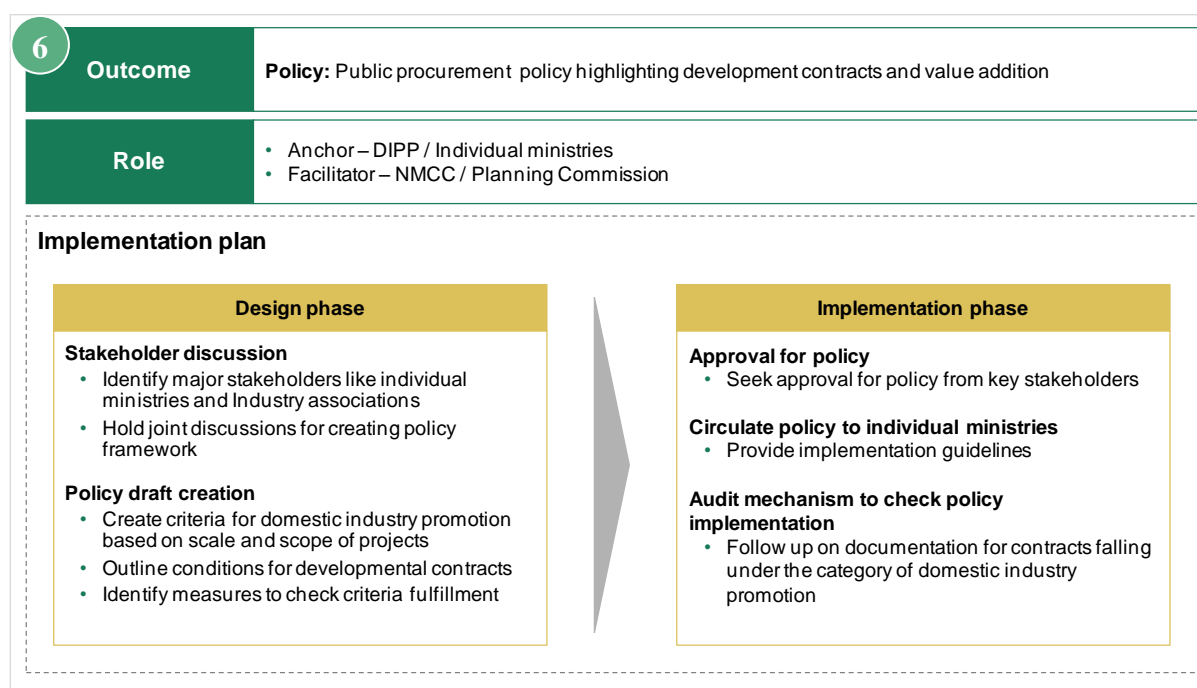 6
Outcome
Policy: Public procurement policy highlighting development contracts and value addition
Role
• Anchor – DIPP / Individual ministries
• Facilitator – NMCC / Planning Commission
Implementation plan
Design phase
Stakeholder discussion
• Identify major stakeholders like individual
ministries and Industry associations
• Hold joint discussions for creating policy
framework
Policy draft creation
• Create criteria for domestic industry promotion
based on scale and scope of projects
• Outline conditions for developmental contracts
• Identify measures to check criteria fulfillment
Implementation phase
Approval for policy
• Seek approval for policy from key stakeholders
Circulate policy to individual ministries
• Provide implementation guidelines
Audit mechanism to check policy
implementation
• Follow up on documentation for contracts falling
under the category of domestic industry
promotion